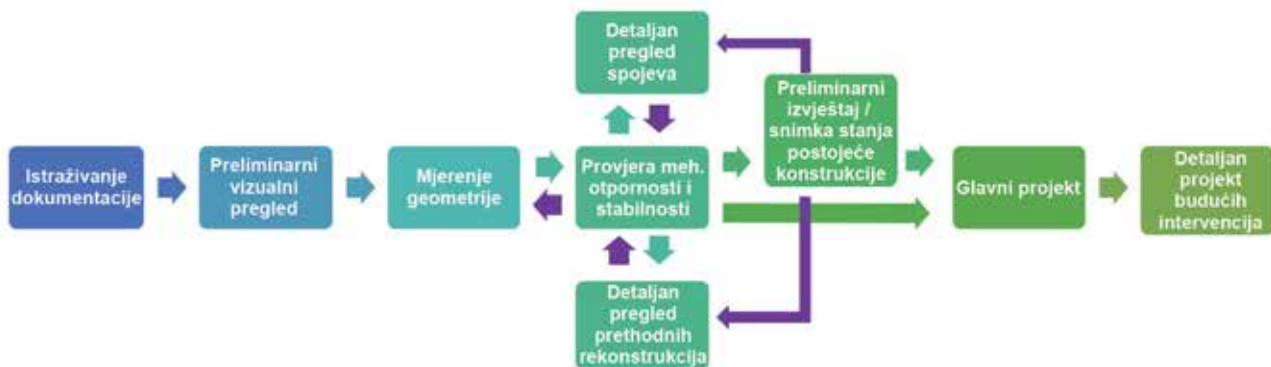 Istraživanje
dokumentacije
Preliminarni
vizualni
pregled
Mjerenje
geometrije
Detaljan
pregled
spojeva
Provjera meh.
otpornosti i
stabilnosti
Detaljan
pregled
prethodnih
rekonstrukcija
Preliminarni
izvještaj /
snimka stanja
postojeće
konstrukcije
Glavni projekt
Detaljan
projekt
budućih
intervencija